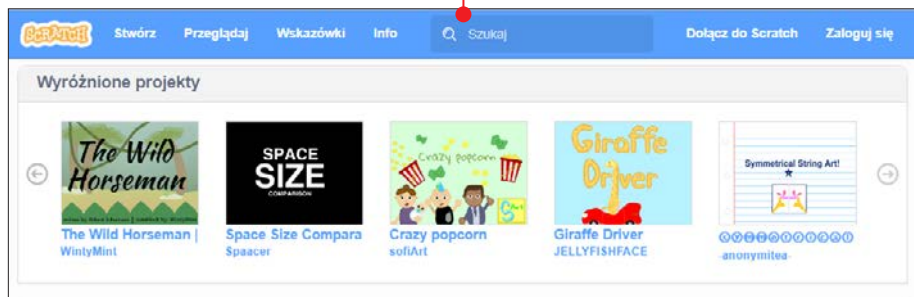 SCRATCH Stwórz Przeglądaj Wskazówki Info Szukaj Dołącz do Scratch Zaloguj się
Wyróżnione projekty
The Wild
Horseman
SPACE
SIZE
COMPARISON
Crazy popcorn
Giraffe
Driver
Symmetrical String Art!
The Wild Horseman | Space Size Compara Crazy popcorn Giraffe Driver
WintyMint Spaacer sofiArt JELLYFISHFACE -anonymitea-